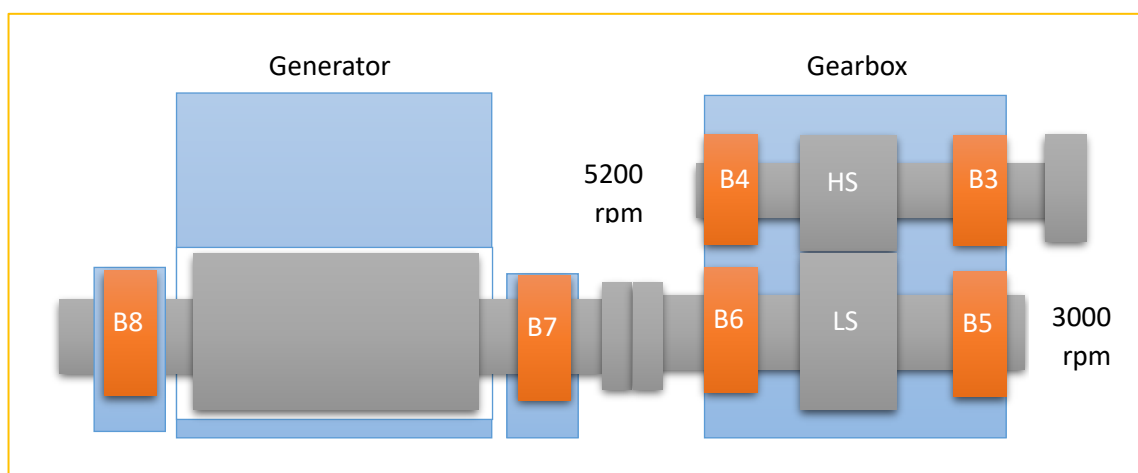 Generator
Gearbox
5200
rpm
B4
HS
B3
B8
B7
B6
LS
B5
3000
rpm